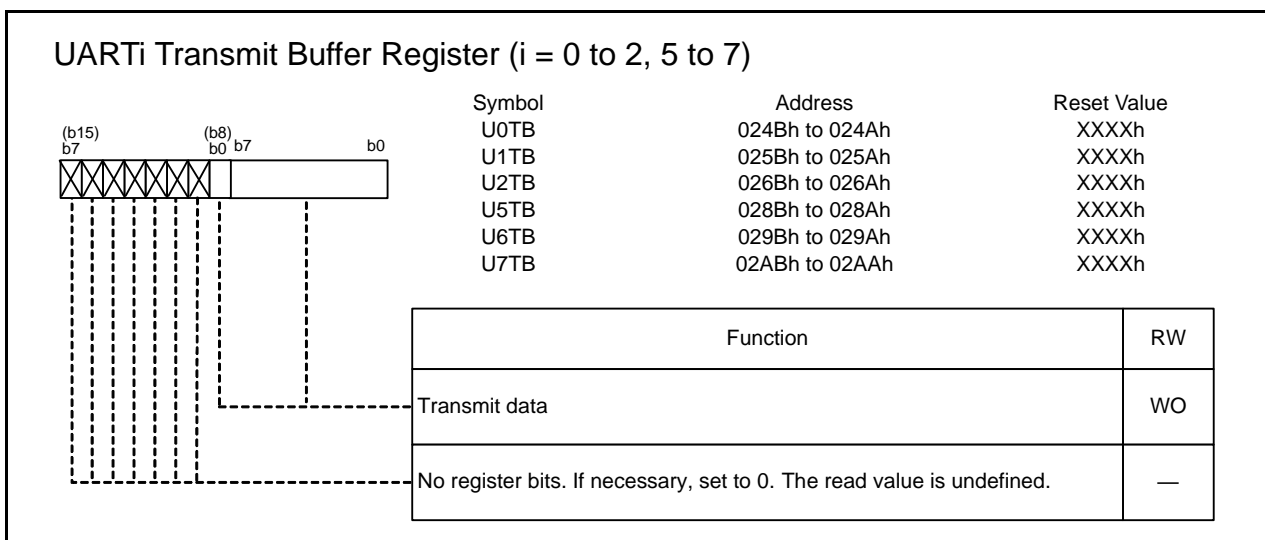 UARTi Transmit Buffer Register (i = 0 to 2, 5 to 7)
Symbol Address Reset Value
U0TB 024Bh to 024Ah XXXXh
U1TB 025Bh to 025Ah XXXXh
U2TB 026Bh to 026Ah XXXXh
U5TB 028Bh to 028Ah XXXXh
U6TB 029Bh to 029Ah XXXXh
U7TB 02ABh to 02AAh XXXXh
(b15) (b8)
b7 b0 b7 b0
Function RW
Transmit data WO
No register bits. If necessary, set to 0. The read value is undefined. —